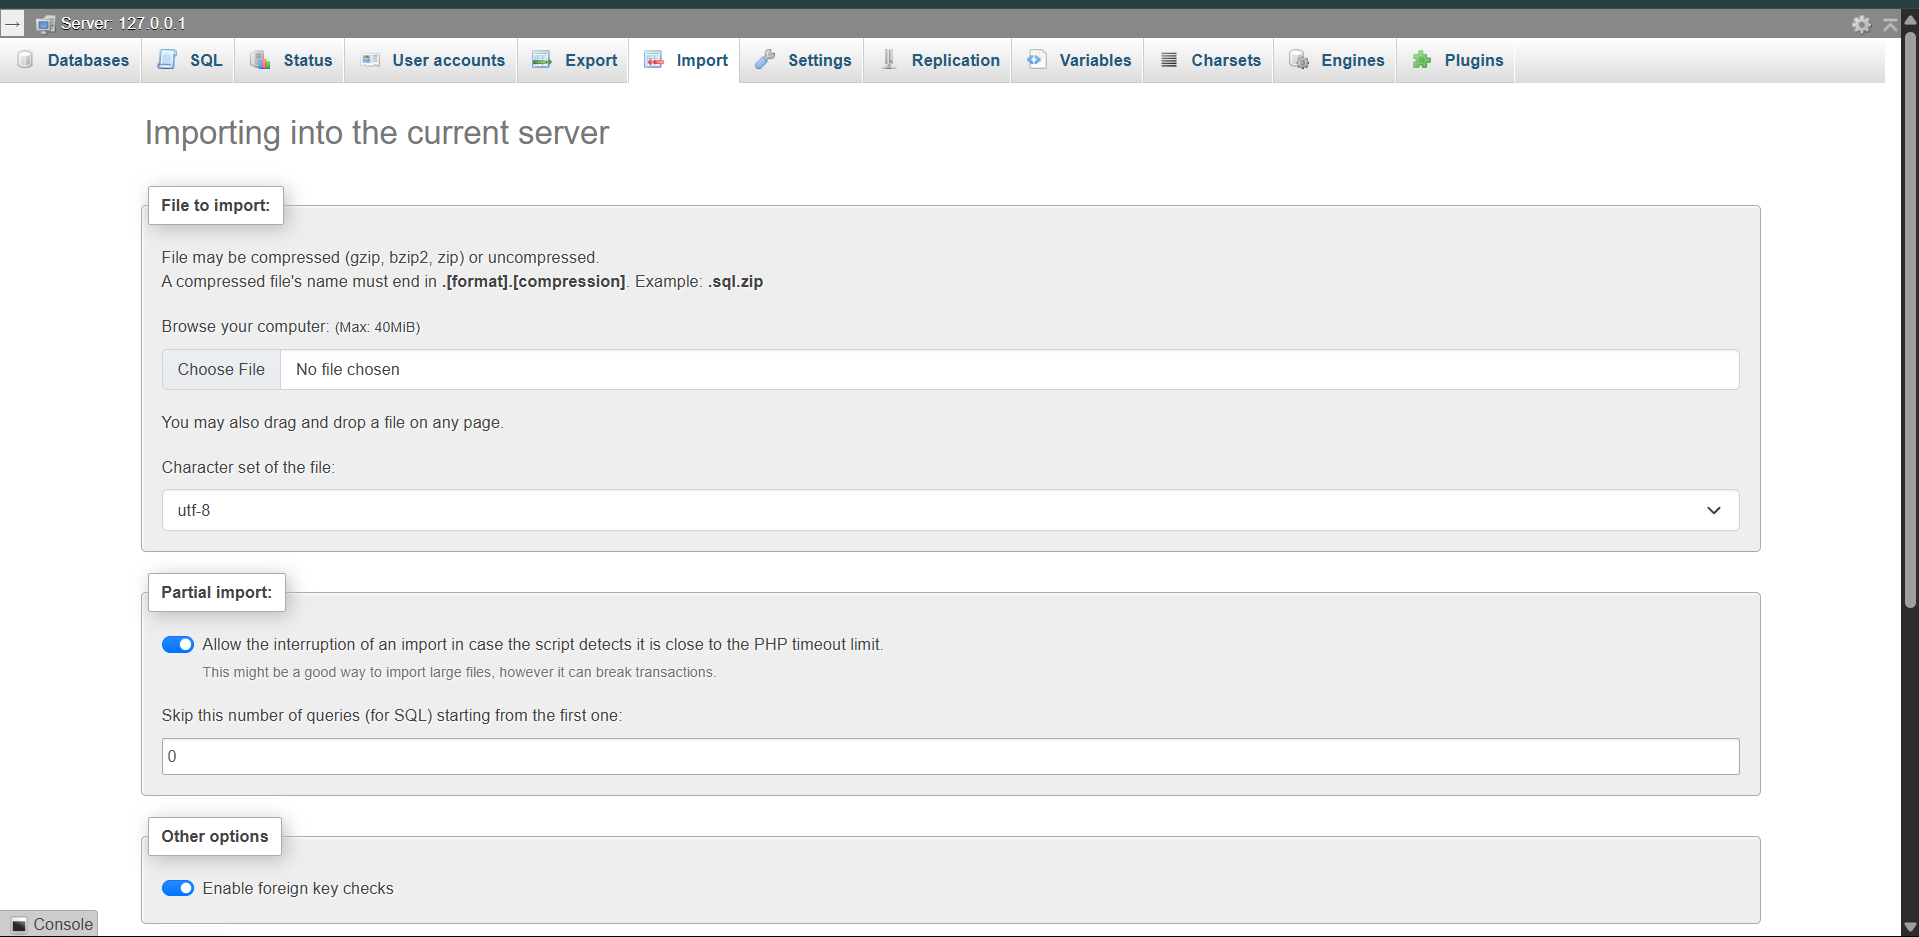 Server: 127.0.0.1
Databases SQL Status User accounts Export Import Settings Replication Variables Charsets Engines Plugins
Importing into the current server
File to import:
File may be compressed (gzip, bzip2, zip) or uncompressed.
A compressed file's name must end in .[format].[compression]. Example: .sql.zip
Browse your computer: (Max: 40MiB)
Choose File No file chosen
You may also drag and drop a file on any page.
Character set of the file:
utf-8
Partial import:
Allow the interruption of an import in case the script detects it is close to the PHP timeout limit.
This might be a good way to import large files, however it can break transactions.
Skip this number of queries (for SQL) starting from the first one:
0
Other options
Enable foreign key checks
Console